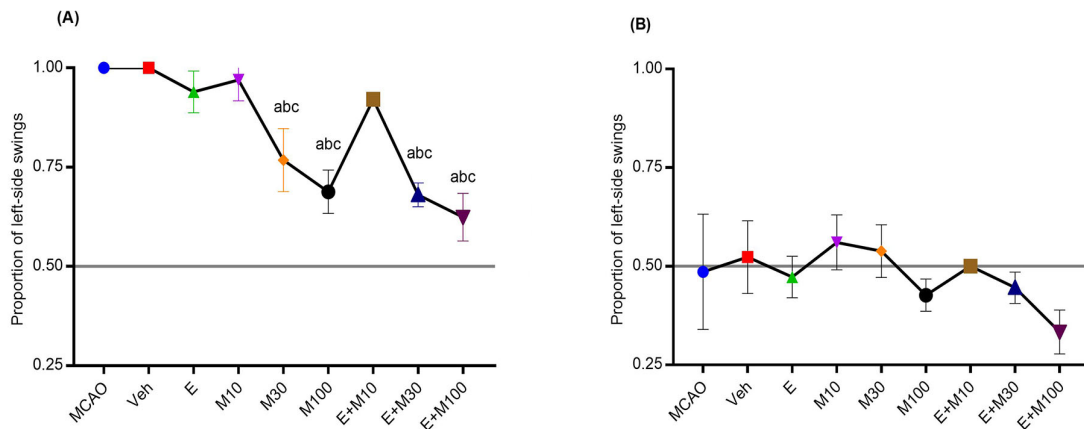 (A)
Proportion of left-side swings
1.00
0.75
0.50
0.25
abc
abc
abc
abc
MCAO
Veh
E
M10
M30
M100
E+M10
E+M30
E+M100
(B)
Proportion of left-side swings
1.00
0.75
0.50
0.25
MCAO
Veh
E
M10
M30
M100
E+M10
E+M30
E+M100